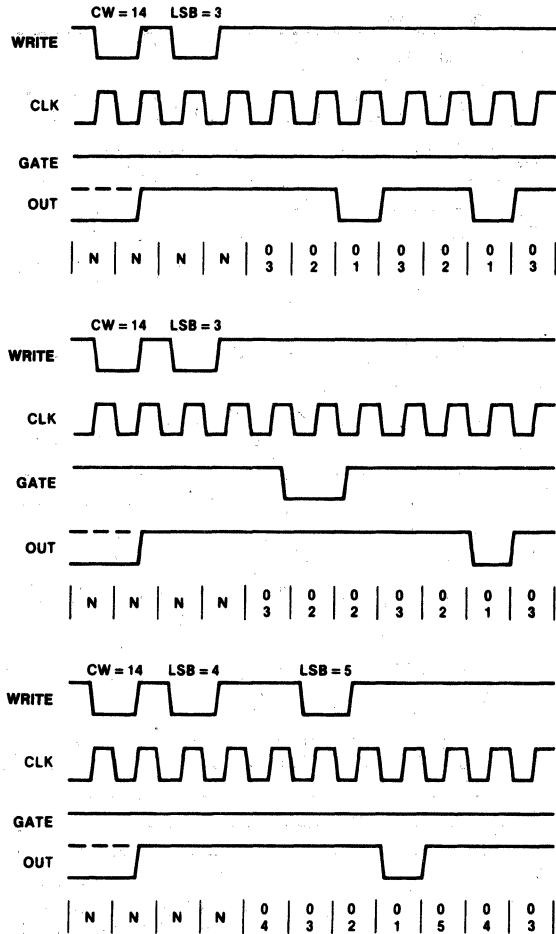 CW = 14 LSB = 3
WRITE
CLK
GATE
OUT
N N N N 0 0 0 0 0 0 0
3 2 1 3 2 1 3
CW = 14 LSB = 3
WRITE
CLK
GATE
OUT
N N N N 0 0 0 0 0 0 0
3 2 2 3 2 1 3
CW = 14 LSB = 4 LSB = 5
WRITE
CLK
GATE
OUT
N N N N 0 0 0 0 0 0 0
4 3 2 1 5 4 3